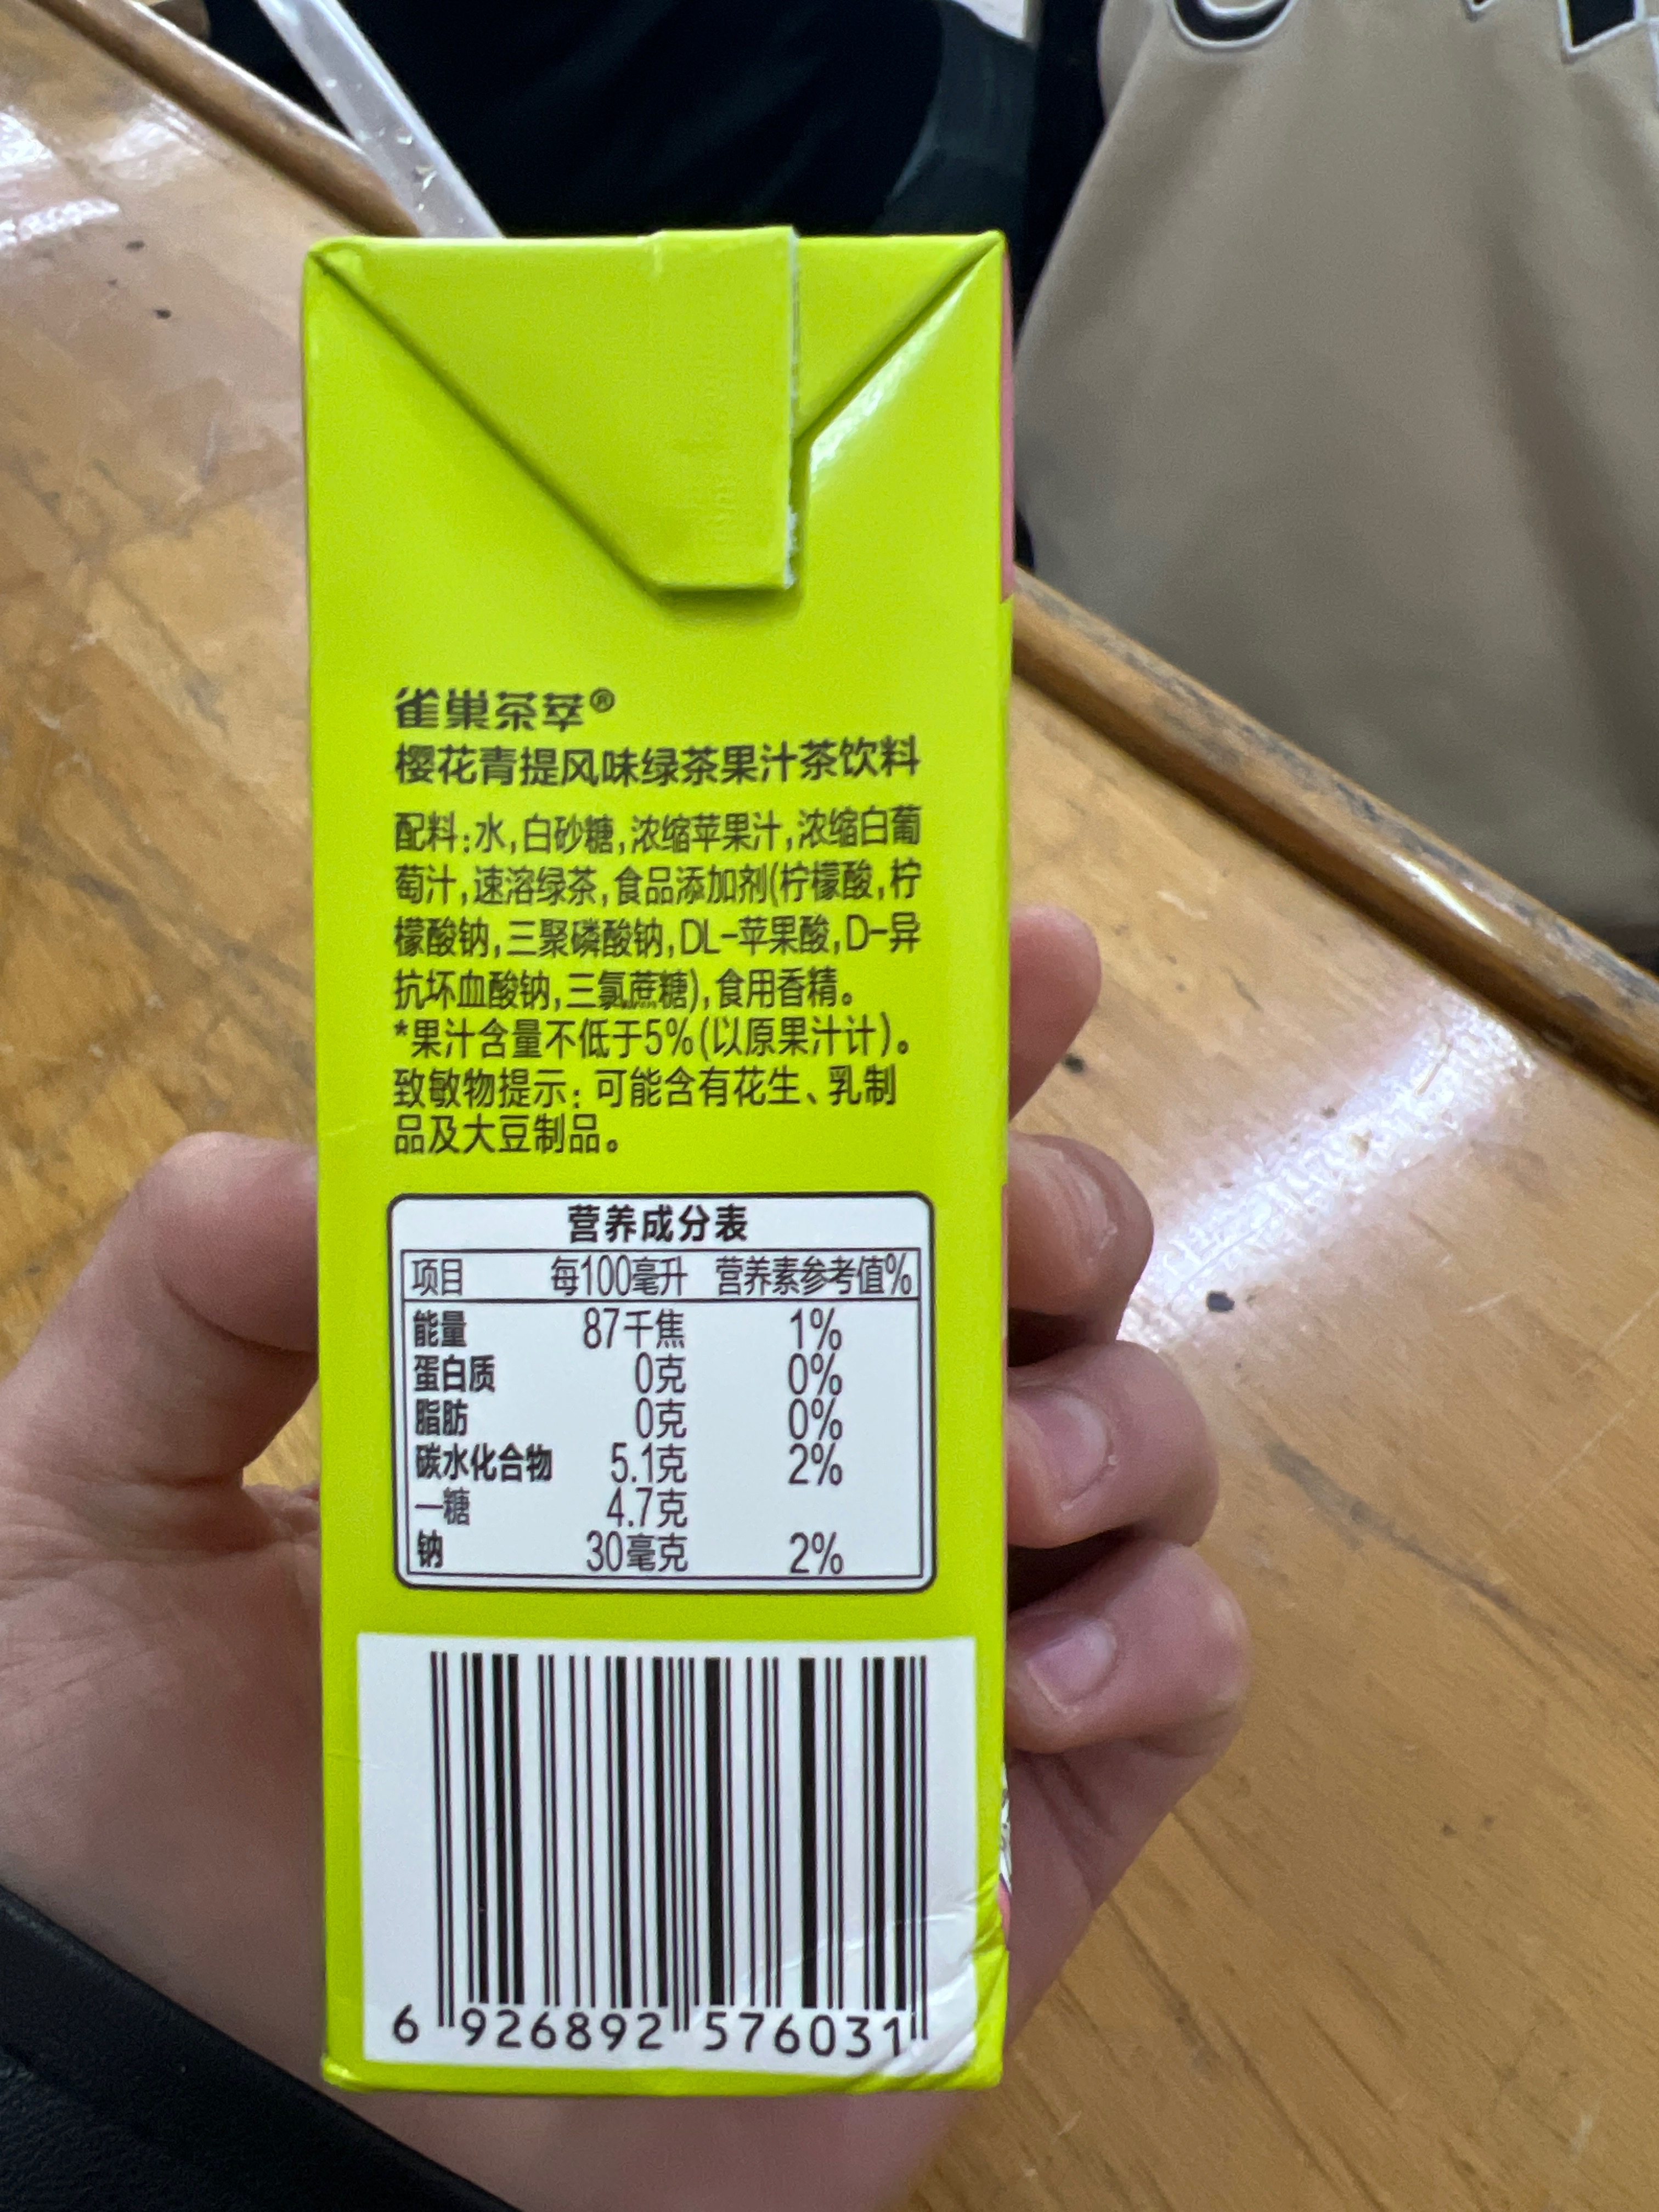 雀巢茶萃®
樱花青提风味绿茶果汁茶饮料
配料:水,白砂糖,浓缩苹果汁,浓缩白葡
萄汁,速溶绿茶,食品添加剂(柠檬酸,柠
檬酸钠,三聚磷酸钠,DL-苹果酸,D-异
抗坏血酸钠,三氯蔗糖),食用香精。
*果汁含量不低于5%(以原果汁计)。
致敏物提示:可能含有花生、乳制
品及大豆制品。
营养成分表
项目 每100毫升 营养素参考值%
能量 87千焦 1%
蛋白质 0克 0%
脂肪 0克 0%
碳水化合物 5.1克 2%
一糖 4.7克
钠 30毫克 2%
6 926892 576031